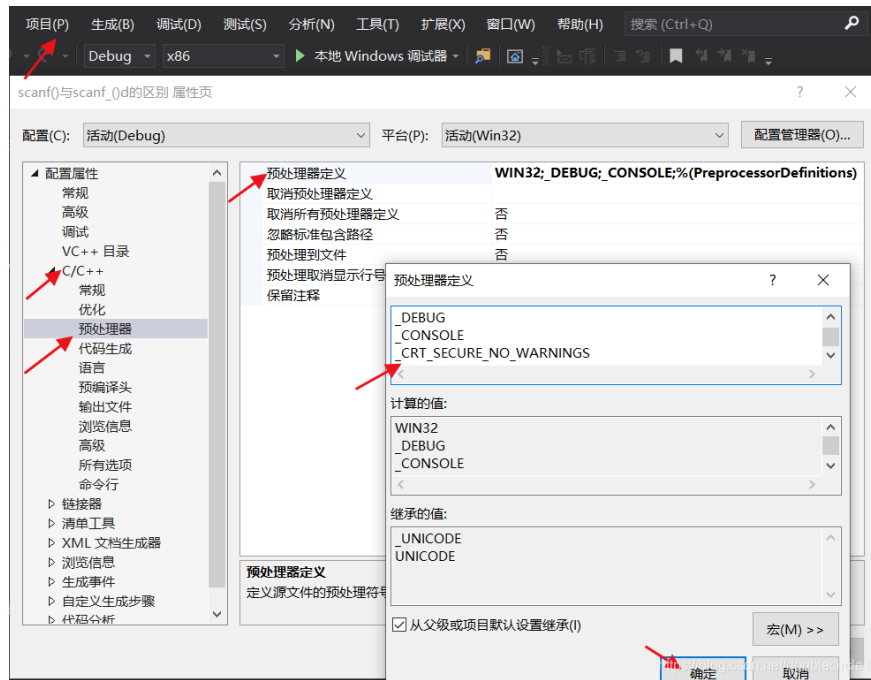 项目(P) 生成(B) 调试(D) 测试(S) 分析(N) 工具(T) 扩展(X) 窗口(W) 帮助(H) 搜索 (Ctrl+Q)
Debug x86 本地 Windows 调试器
scanf()与scanf_()d的区别 属性页
配置(C): 活动(Debug) 平台(P): 活动(Win32) 配置管理器(O)...
配置属性
常规
高级
调试
VC++ 目录
C/C++
常规
优化
预处理器
代码生成
语言
预编译头
输出文件
浏览信息
高级
所有选项
命令行
链接器
清单工具
XML 文档生成器
浏览信息
生成事件
自定义生成步骤
代码分析
预处理器定义 WIN32;_DEBUG;_CONSOLE;%(PreprocessorDefinitions)
取消预处理器定义
取消所有预处理器定义 否
忽略标准包含路径 否
预处理到文件 否
预处理取消显示行号
保留注释
预处理器定义
定义源文件的预处理符号
预处理器定义
_DEBUG
_CONSOLE
_CRT_SECURE_NO_WARNINGS
计算的值:
WIN32
_DEBUG
_CONSOLE
继承的值:
_UNICODE
UNICODE
从父级或项目默认设置继承(I)
宏(M) >>
确定 取消